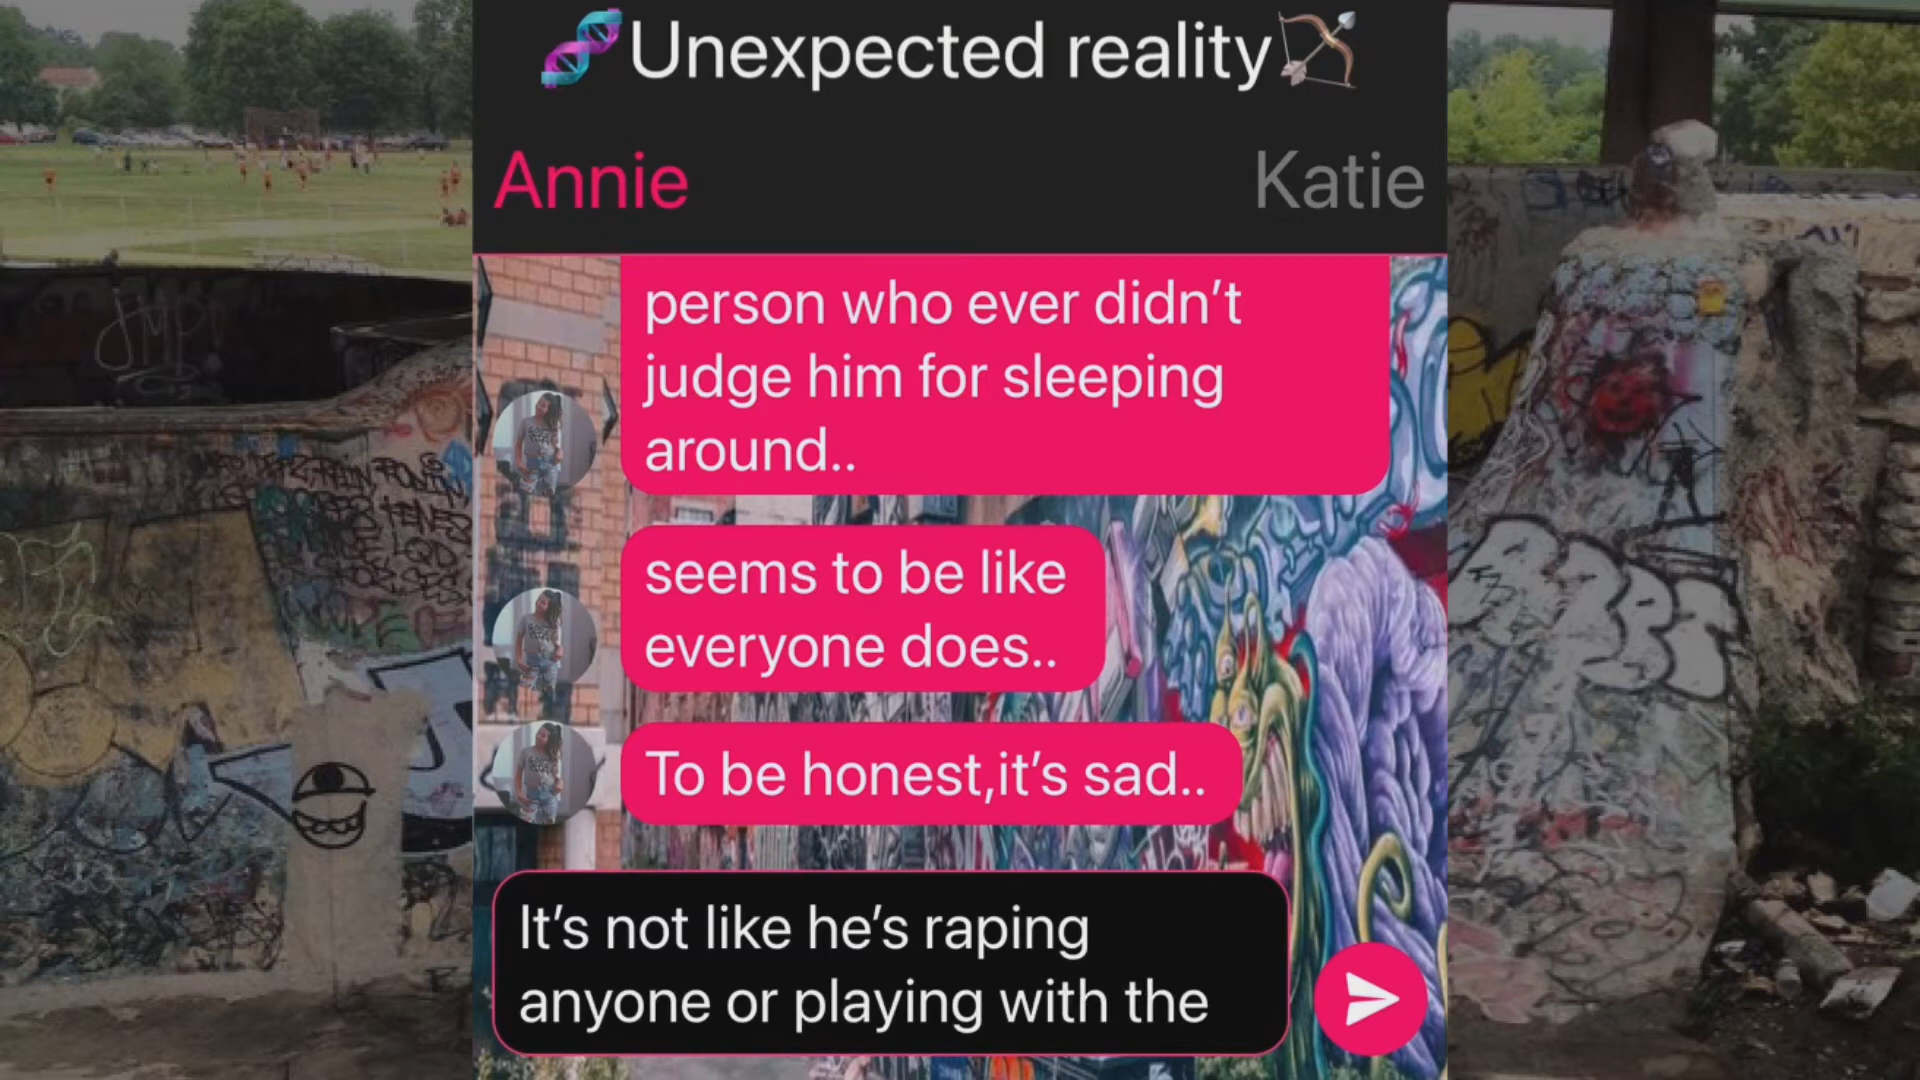 🧬Unexpected reality🏹
Annie
Katie
person who ever didn’t
judge him for sleeping
around..
seems to be like
everyone does..
To be honest,it’s sad..
It’s not like he’s raping
anyone or playing with the